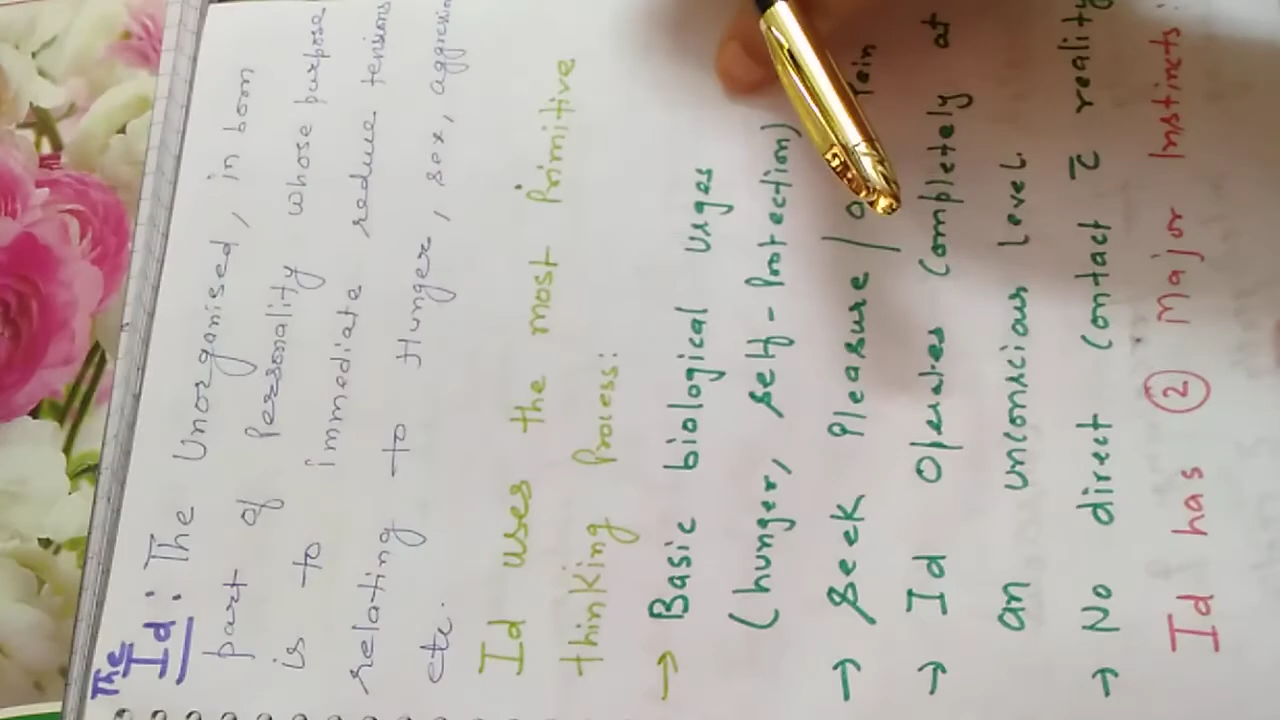 The
Id: The Unorganised, in born
part of Personality whose purpose
is to immediate reduce tensions
relating to Hunger, sex, aggression
etc.
Id uses the most Primitive
thinking Process:
→ Basic biological urges
(hunger, self-Protection)
→ Seek Pleasure /
→ Id Operates Completely at
an unconscious level.
→ No direct Contact c̄ reality
Id has ② Major Instincts: